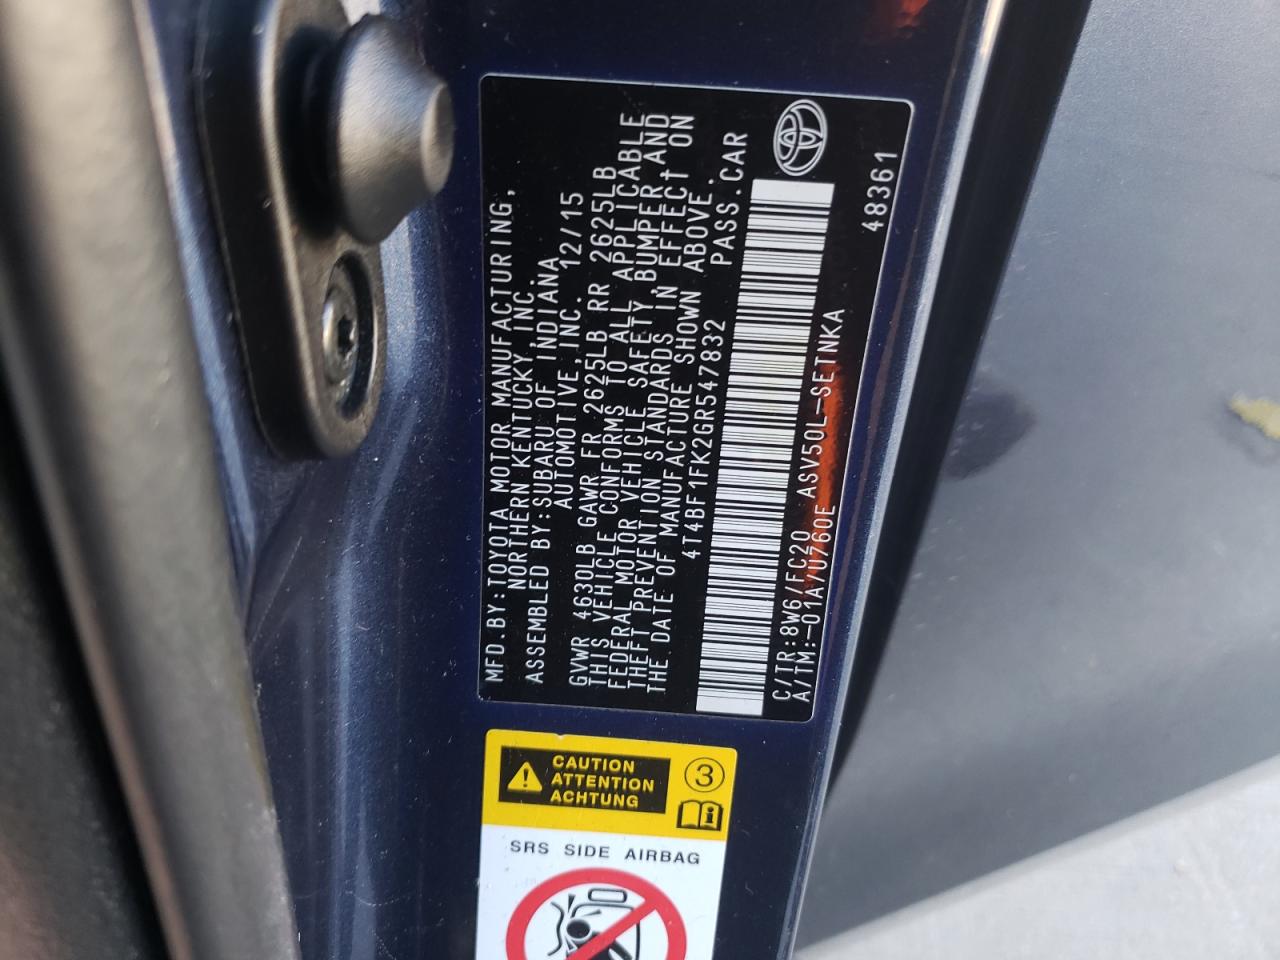 MFD.BY:TOYOTA MOTOR MANUFACTURING,
NORTHERN KENTUCKY, INC.
ASSEMBLED BY:SUBARU OF INDIANA
AUTOMOTIVE, INC. 12/15
GVWR 4630LB GAWR FR 2625LB RR 2625LB
THIS VEHICLE CONFORMS TO ALL APPLICABLE
FEDERAL MOTOR VEHICLE SAFETY, BUMPER,AND
THEFT PREVENTION STANDARDS IN EFFECT ON
THE DATE OF MANUFACTURE SHOWN ABOVE.
4T4BF1FK2GR547832 PASS.CAR
C/TR:8W6/FC20 ASV50L-SETNKA
A/TM:-01A/U760E
48361
CAUTION
ATTENTION
ACHTUNG
3
SRS SIDE AIRBAG